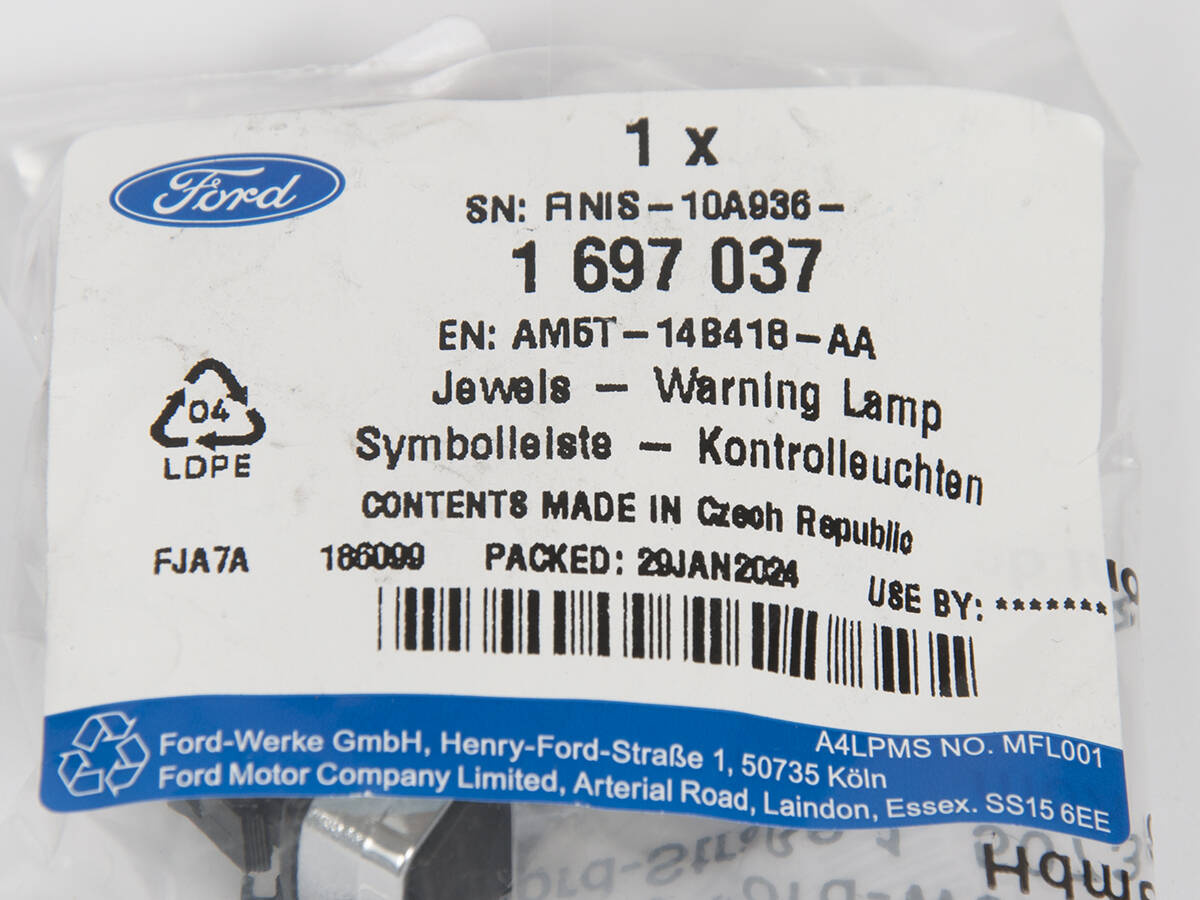 Ford
1 x
SN: FINIS-10A936-
1 697 037
EN: AM5T-14B418-AA
Jewels - Warning Lamp
Symbolleiste - Kontrolleuchten
04
LDPE
CONTENTS MADE IN Czech Republic
FJA7A 186099 PACKED: 29JAN2024 USE BY: *******
A4LPMS NO. MFL001
Ford-Werke GmbH, Henry-Ford-Straße 1, 50735 Köln
Ford Motor Company Limited, Arterial Road, Laindon, Essex. SS15 6EE